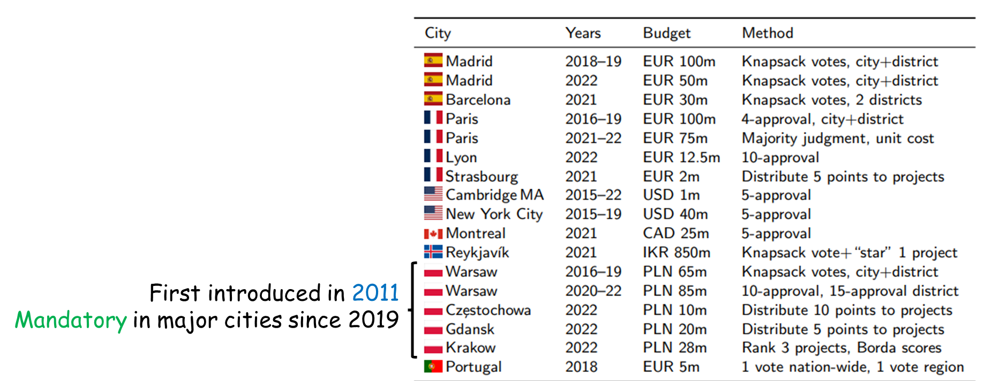 City Years Budget Method
Madrid 2018–19 EUR 100m Knapsack votes, city+district
Madrid 2022 EUR 50m Knapsack votes, city+district
Barcelona 2021 EUR 30m Knapsack votes, 2 districts
Paris 2016–19 EUR 100m 4-approval, city+district
Paris 2021–22 EUR 75m Majority judgment, unit cost
Lyon 2022 EUR 12.5m 10-approval
Strasbourg 2021 EUR 2m Distribute 5 points to projects
Cambridge MA 2015–22 USD 1m 5-approval
New York City 2015–19 USD 40m 5-approval
Montreal 2021 CAD 25m 5-approval
Reykjavík 2021 IKR 850m Knapsack vote+“star” 1 project
Warsaw 2016–19 PLN 65m Knapsack votes, city+district
Warsaw 2020–22 PLN 85m 10-approval, 15-approval district
Częstochowa 2022 PLN 10m Distribute 10 points to projects
Gdansk 2022 PLN 20m Distribute 5 points to projects
Krakow 2022 PLN 28m Rank 3 projects, Borda scores
Portugal 2018 EUR 5m 1 vote nation-wide, 1 vote region
First introduced in 2011
Mandatory in major cities since 2019